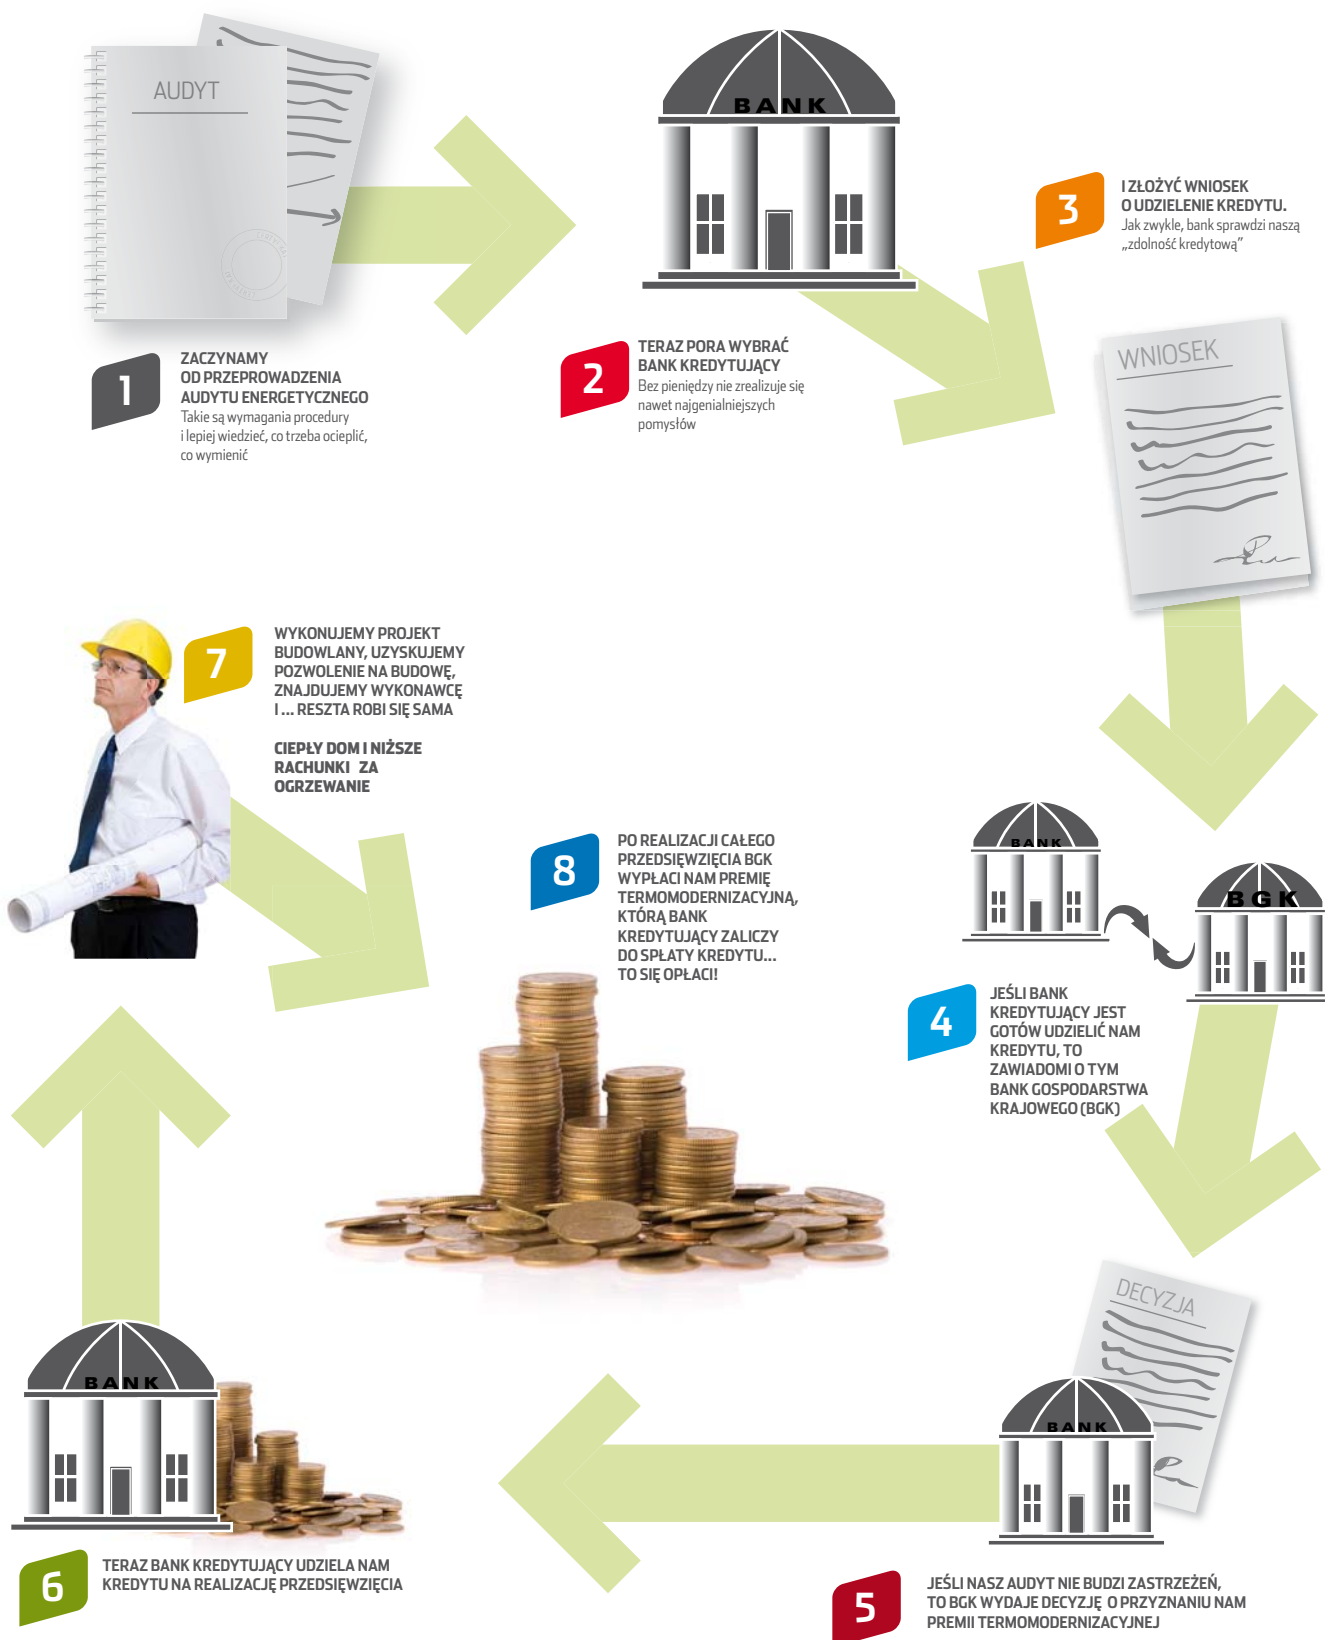 AUDYT
BANK
1
ZACZYNAMY
OD PRZEPROWADZENIA
AUDYTU ENERGETYCZNEGO
Takie są wymagania procedury
i lepiej wiedzieć, co trzeba ocieplić,
co wymienić
2
TERAZ PORA WYBRAĆ
BANK KREDYTUJĄCY
Bez pieniędzy nie zrealizuje się
nawet najgenialniejszych
pomysłów
3
I ZŁOŻYĆ WNIOSEK
O UDZIELENIE KREDYTU.
Jak zwykle, bank sprawdzi naszą
„zdolność kredytową”
WNIOSEK
BANK
BGK
4
JEŚLI BANK
KREDYTUJĄCY JEST
GOTÓW UDZIELIĆ NAM
KREDYTU, TO
ZAWIADOMI O TYM
BANK GOSPODARSTWA
KRAJOWEGO (BGK)
DECYZJA
BANK
5
JEŚLI NASZ AUDYT NIE BUDZI ZASTRZEŻEŃ,
TO BGK WYDAJE DECYZJĘ O PRZYZNANIU NAM
PREMII TERMOMODERNIZACYJNEJ
BANK
6
TERAZ BANK KREDYTUJĄCY UDZIELA NAM
KREDYTU NA REALIZACJĘ PRZEDSIĘWZIĘCIA
7
WYKONUJEMY PROJEKT
BUDOWLANY, UZYSKUJEMY
POZWOLENIE NA BUDOWĘ,
ZNAJDUJEMY WYKONAWCĘ
I ... RESZTA ROBI SIĘ SAMA
CIEPŁY DOM I NIŻSZE
RACHUNKI ZA
OGRZEWANIE
8
PO REALIZACJI CAŁEGO
PRZEDSIĘWZIĘCIA BGK
WYPŁACI NAM PREMIĘ
TERMOMODERNIZACYJNĄ,
KTÓRĄ BANK
KREDYTUJĄCY ZALICZY
DO SPŁATY KREDYTU...
TO SIĘ OPŁACI!